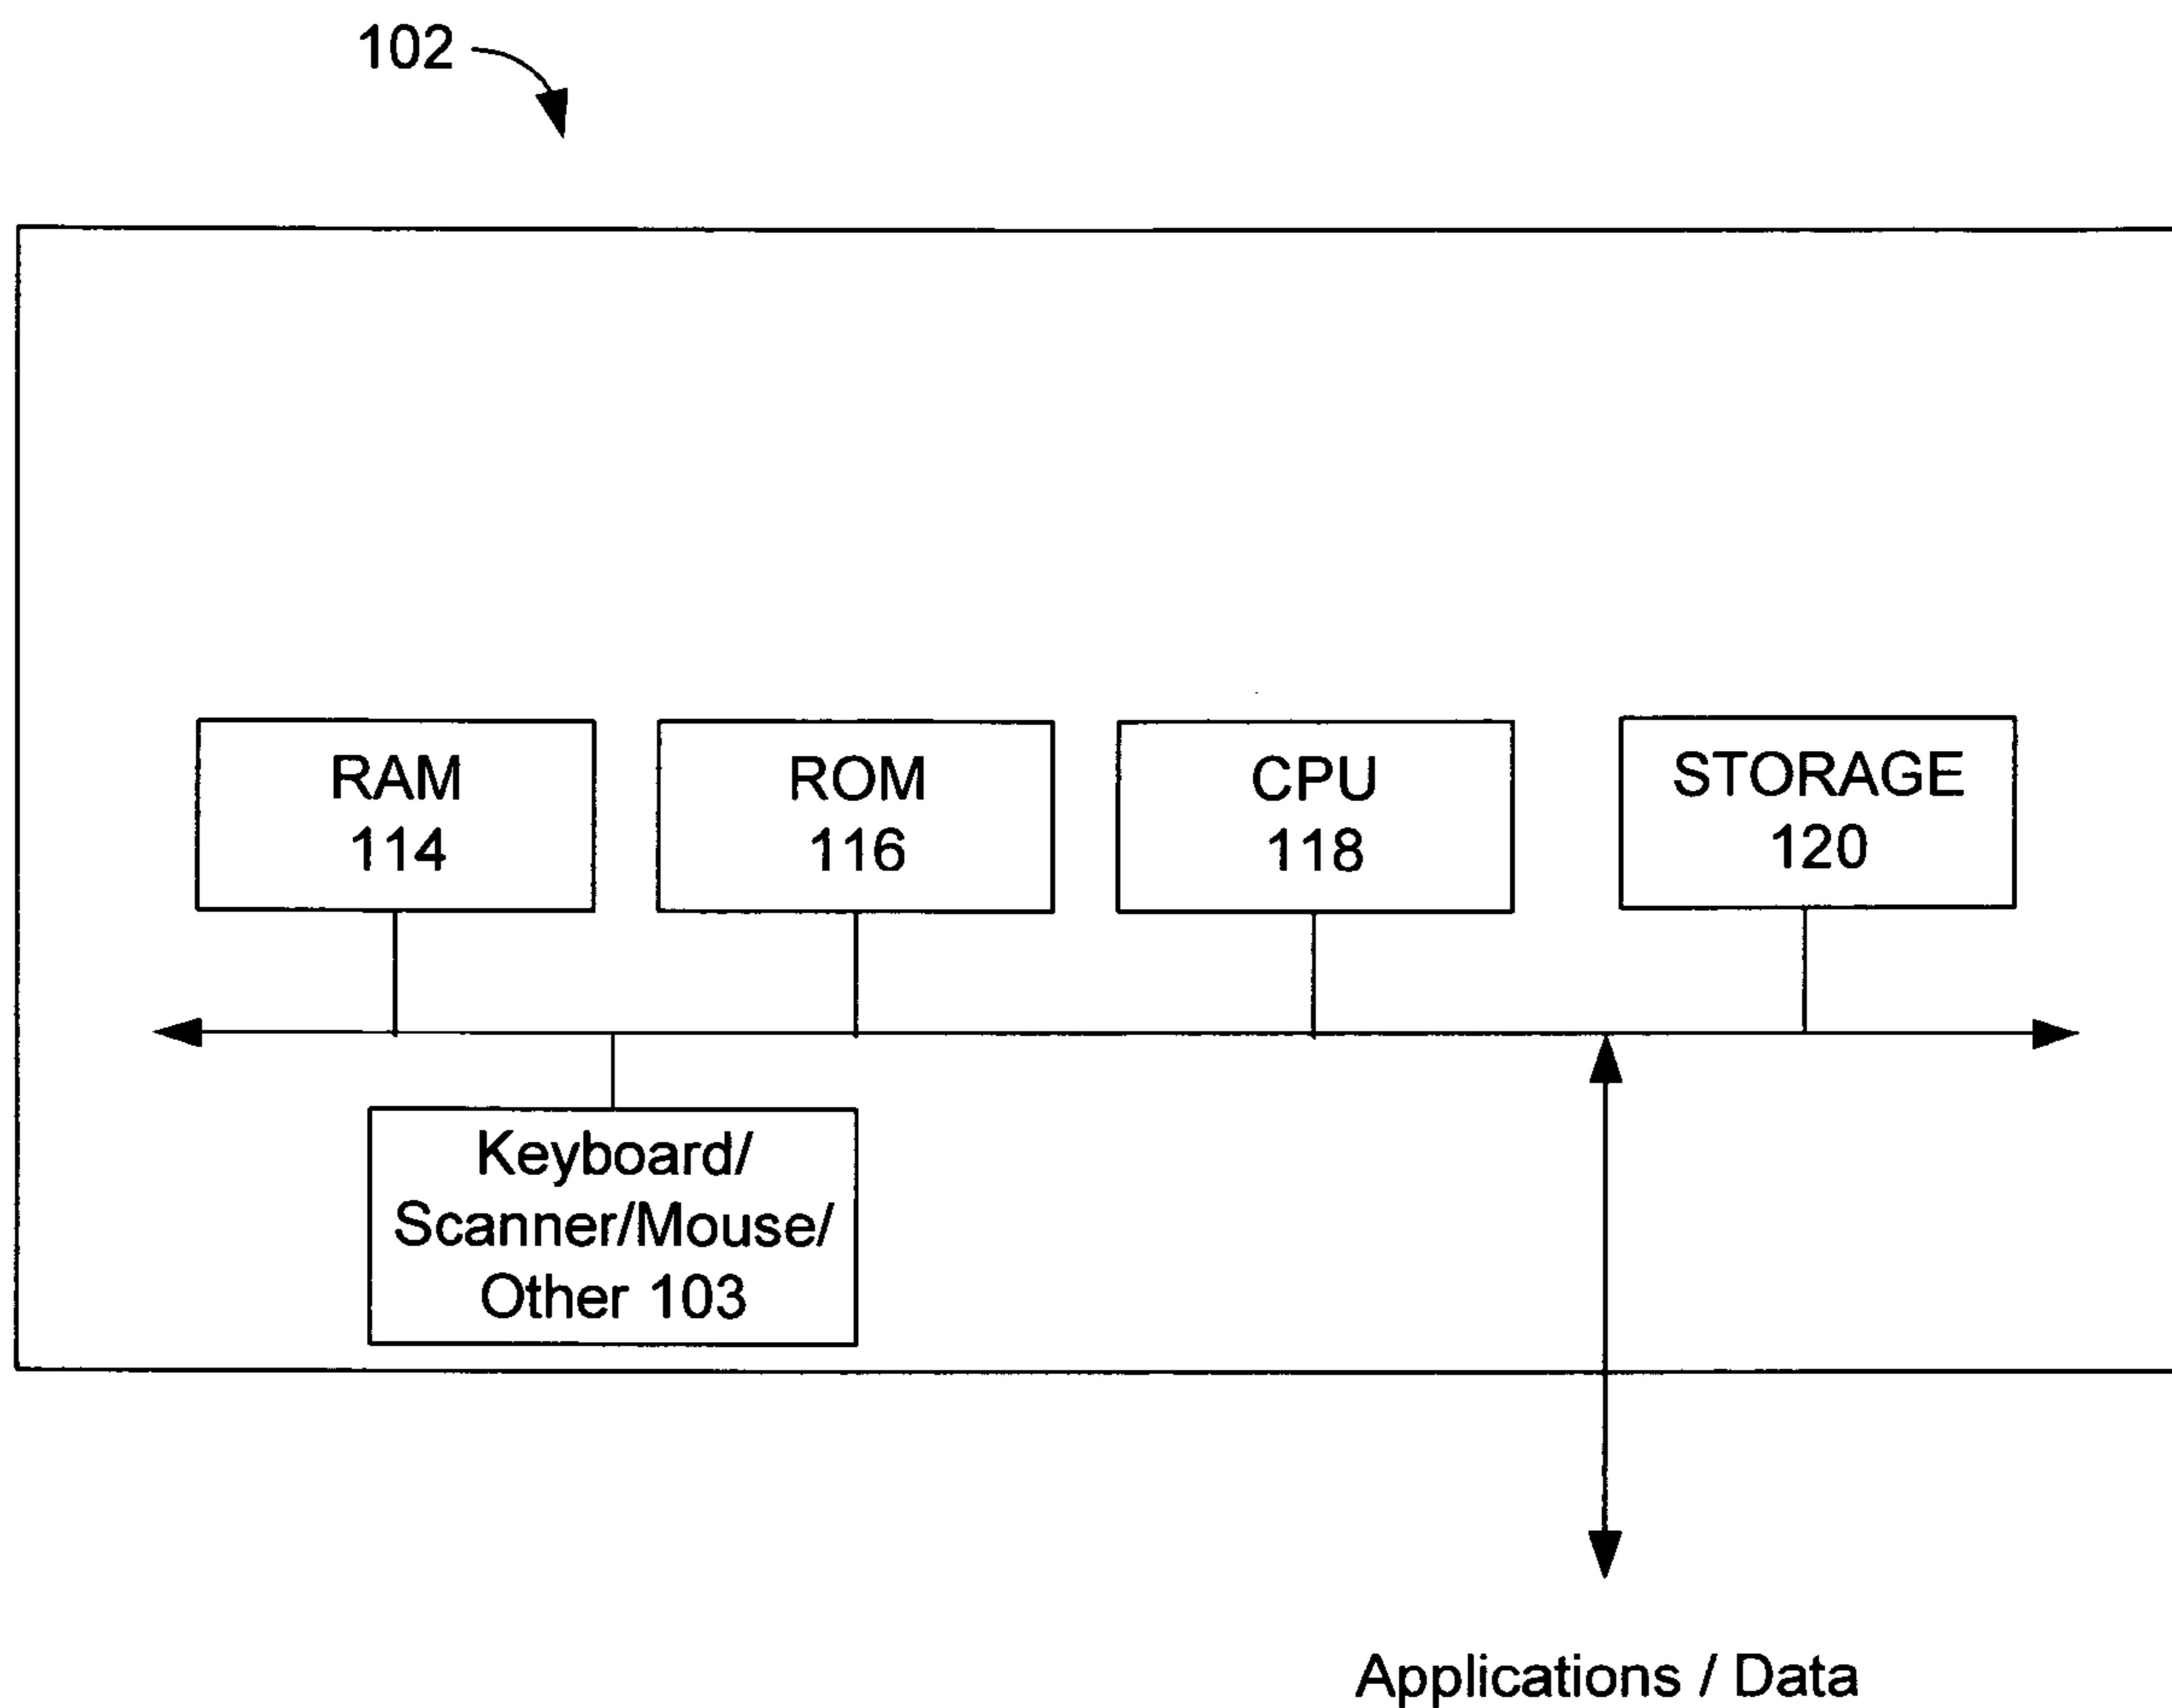 102
RAM
114
ROM
116
CPU
118
STORAGE
120
Keyboard/
Scanner/Mouse/
Other 103
Applications / Data